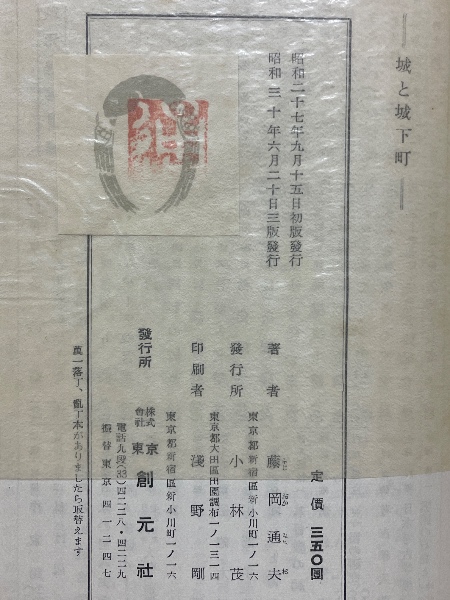 城と城下町
昭和二十七年九月十五日初版發行
昭和三十年六月二十日三版發行
定價 三五〇圓
著者 藤岡通夫
東京都新宿區新小川町一ノ一六
發行所 小林茂
東京都大田區田園調布一ノ一三一四
印刷者 淺野剛
東京都新宿區新小川町一ノ一六
發行所 株式會社 東京創元社
電話九段(33)四二二八・四二二九
振替東京四一二四七
萬一落丁、亂丁本がありましたら取替えます